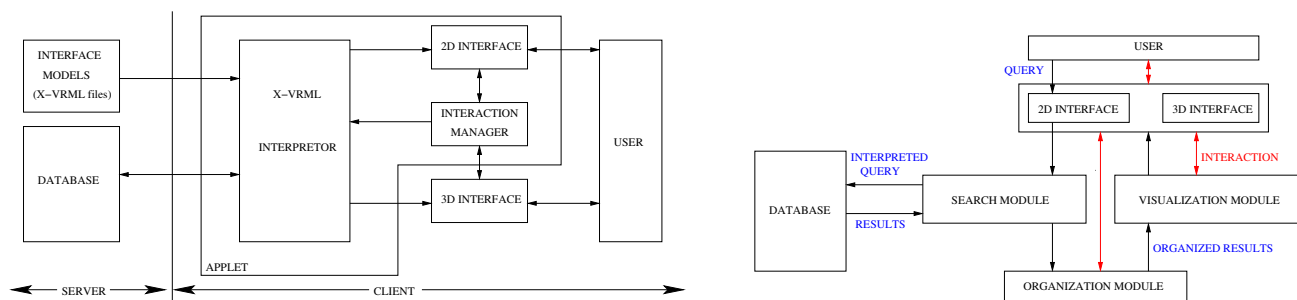 INTERFACE
MODELS
(X-VRML files)
DATABASE
X-VRML
INTERPRETOR
2D INTERFACE
INTERACTION
MANAGER
3D INTERFACE
USER
APPLET
SERVER
CLIENT
USER
QUERY
2D INTERFACE
3D INTERFACE
INTERPRETED
QUERY
INTERACTION
DATABASE
SEARCH MODULE
VISUALIZATION MODULE
RESULTS
ORGANIZED RESULTS
ORGANIZATION MODULE